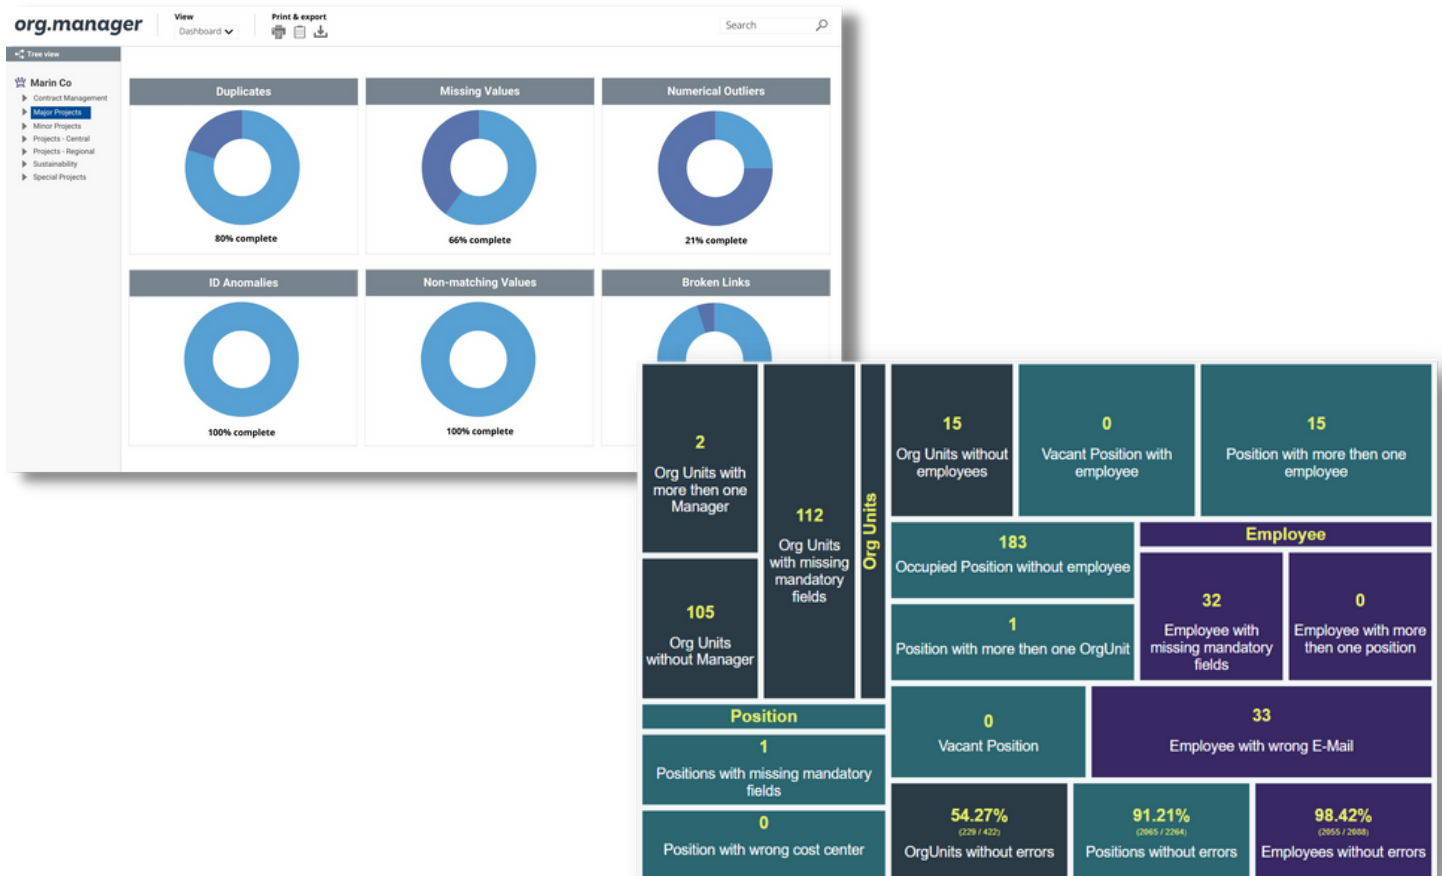 org.manager
View
Dashboard
Print & export
Search
Tree view
Marin Co
Contract Management
Major Projects
Minor Projects
Projects - Central
Projects - Regional
Sustainability
Special Projects
Duplicates
80% complete
Missing Values
66% complete
Numerical Outliers
21% complete
ID Anomalies
100% complete
Non-matching Values
100% complete
Broken Links
2
Org Units with
more then one
Manager
105
Org Units
without Manager
112
Org Units
with missing
mandatory
fields
Org Units
15
Org Units without
employees
0
Vacant Position with
employee
15
Position with more then one
employee
183
Occupied Position without employee
1
Position with more then one OrgUnit
Employee
32
Employee with
missing mandatory
fields
0
Employee with more
then one position
Position
1
Positions with missing mandatory
fields
0
Position with wrong cost center
0
Vacant Position
33
Employee with wrong E-Mail
54.27%
(229 / 422)
OrgUnits without errors
91.21%
(2065 / 2264)
Positions without errors
98.42%
(2055 / 2088)
Employees without errors